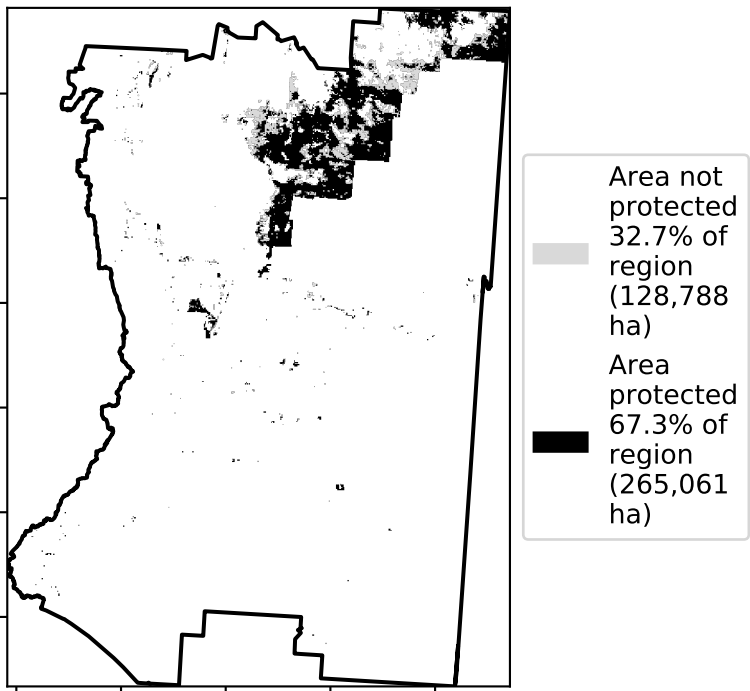 Area not
protected
32.7% of
region
(128,788
ha)
Area
protected
67.3% of
region
(265,061
ha)